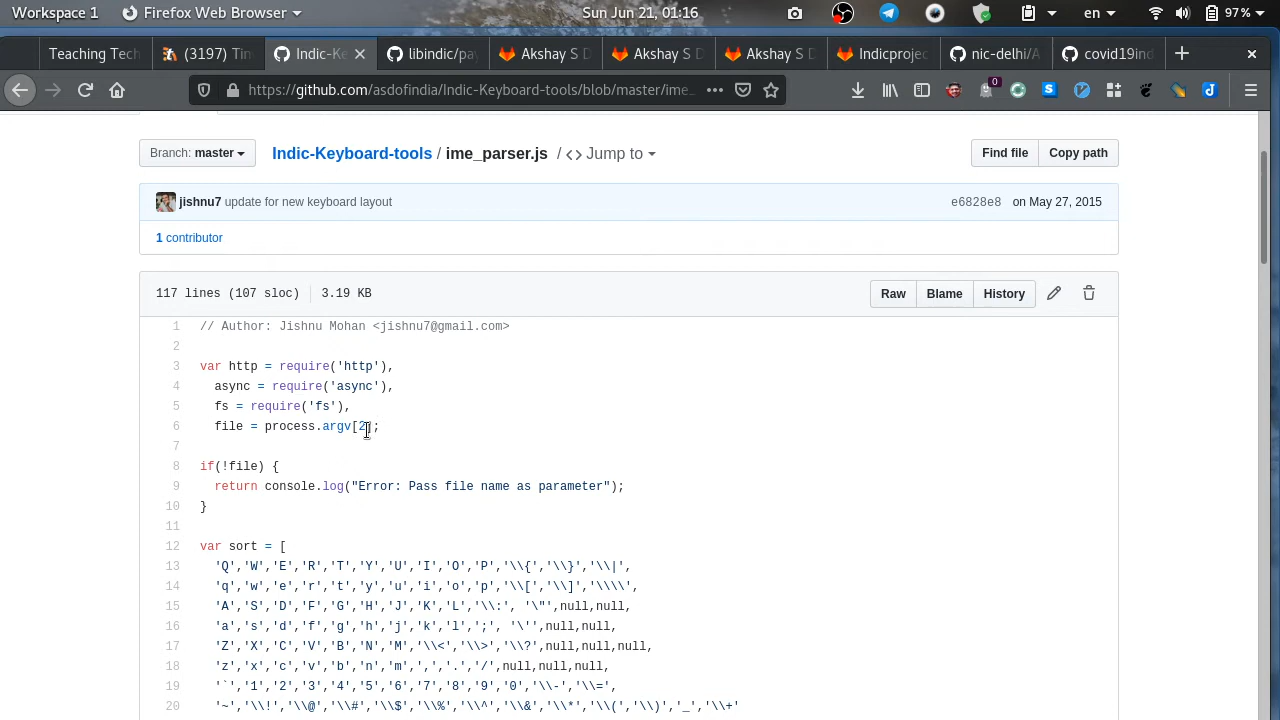 Workspace 1 Firefox Web Browser Sun Jun 21, 01:16 en 97%
Teaching Tech (3197) Tin Indic-Ke libindic/pay Akshay S D Akshay S D Akshay S D Indicprojec nic-delhi/A covid19ind
https://github.com/asdofindia/Indic-Keyboard-tools/blob/master/ime… 0
Branch: master Indic-Keyboard-tools / ime_parser.js / <> Jump to Find file Copy path
jishnu7 update for new keyboard layout e6828e8 on May 27, 2015
1 contributor
117 lines (107 sloc) 3.19 KB Raw Blame History
1 // Author: Jishnu Mohan <jishnu7@gmail.com>
2
3 var http = require('http'),
4 async = require('async'),
5 fs = require('fs'),
6 file = process.argv[2];
7
8 if(!file) {
9 return console.log("Error: Pass file name as parameter");
10 }
11
12 var sort = [
13 'Q','W','E','R','T','Y','U','I','O','P','\\{','\\}','\\|',
14 'q','w','e','r','t','y','u','i','o','p','\\[','\\]','\\\\',
15 'A','S','D','F','G','H','J','K','L','\\:', '\"',null,null,
16 'a','s','d','f','g','h','j','k','l',';', '\'',null,null,
17 'Z','X','C','V','B','N','M','\\<','\\>','\\?',null,null,null,
18 'z','x','c','v','b','n','m',',','.','/',null,null,null,
19 '`','1','2','3','4','5','6','7','8','9','0','\\-','\\=',
20 '~','\\!','\\@','\\#','\\$','\\%','\\^','\\&','\\*','\\(','\\)','_','\\+'